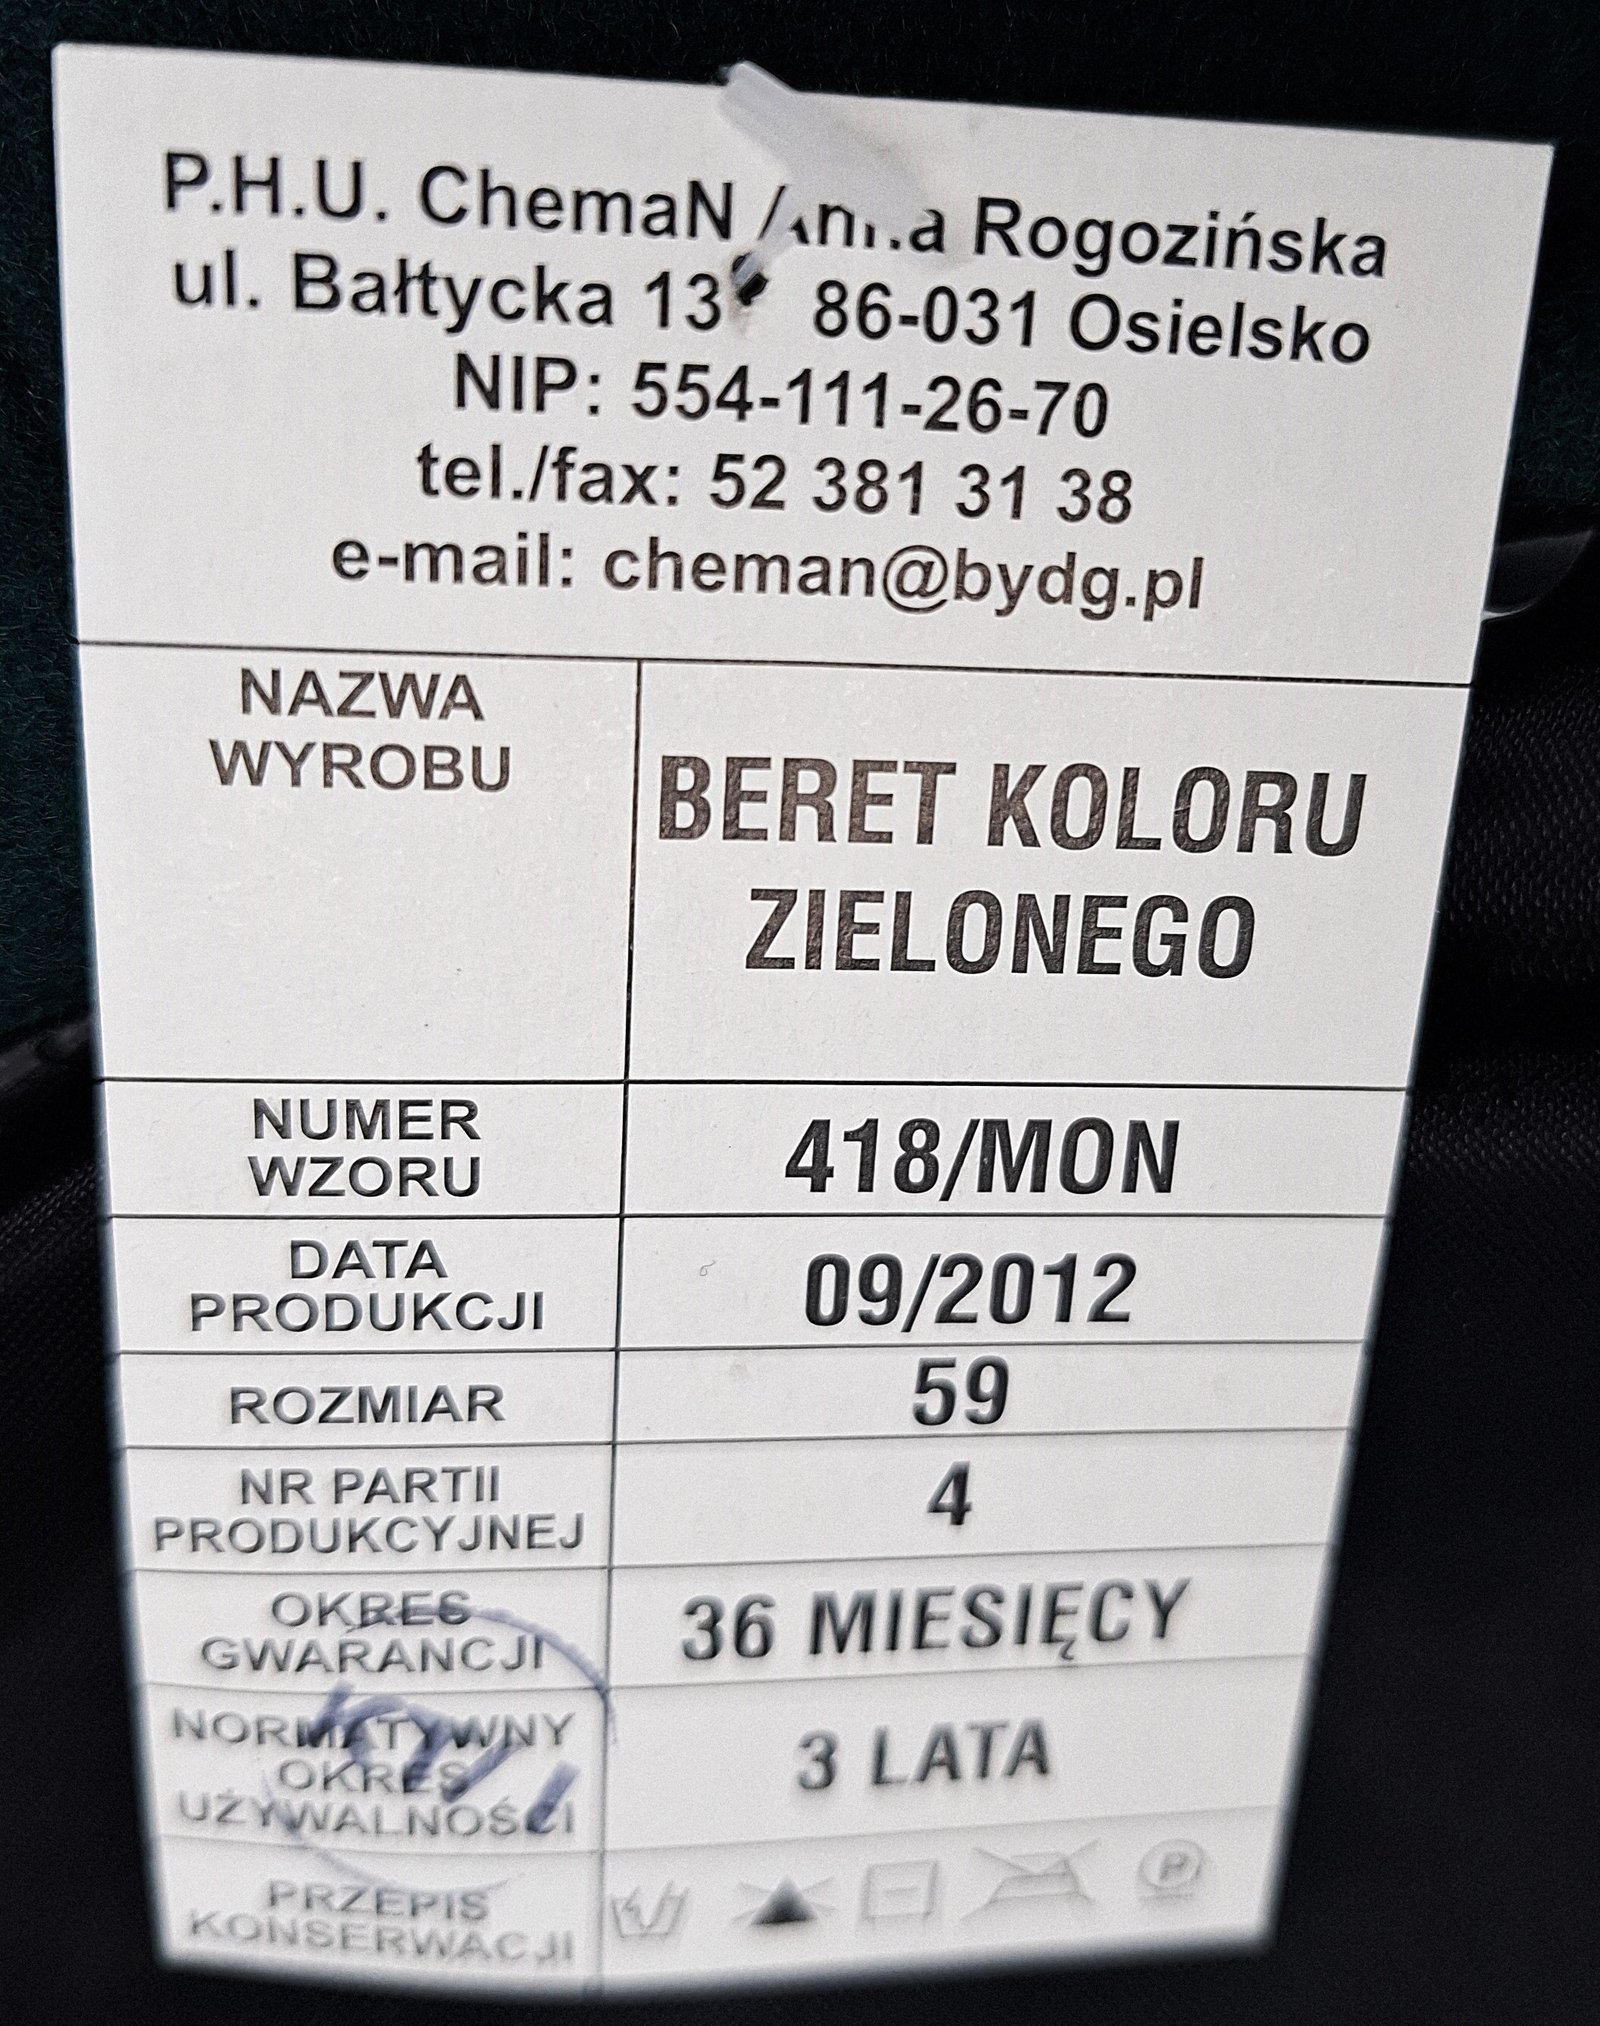 P.H.U. ChemaN Anna Rogozińska
ul. Bałtycka 13 86-031 Osielsko
NIP: 554-111-26-70
tel./fax: 52 381 31 38
e-mail: cheman@bydg.pl
NAZWA
WYROBU
BERET KOLORU
ZIELONEGO
NUMER
WZORU
418/MON
DATA
PRODUKCJI
09/2012
ROZMIAR
59
NR PARTII
PRODUKCYJNEJ
4
OKRES
GWARANCJI
36 MIESIĘCY
NORMATYWNY
OKRES
UŻYWALNOŚCI
3 LATA
PRZEPIS
KONSERWACJI
P